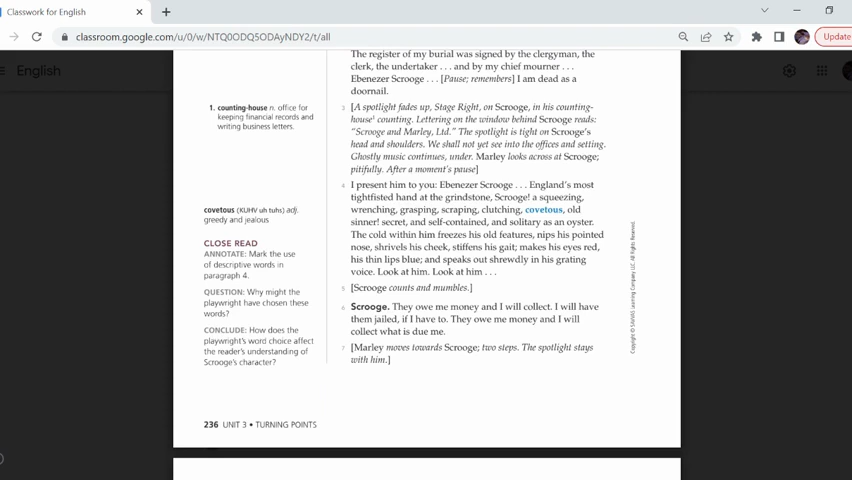 Classwork for English
classroom.google.com/u/0/w/NTQ0ODQ5ODAyNDY2/t/all
Update
English
The register of my burial was signed by the clergyman, the
clerk, the undertaker . . . and by my chief mourner . . .
Ebenezer Scrooge . . . [Pause; remembers] I am dead as a
doornail.
1. counting-house n. office for
keeping financial records and
writing business letters.
3 [A spotlight fades up, Stage Right, on Scrooge, in his counting-
house¹ counting. Lettering on the window behind Scrooge reads:
“Scrooge and Marley, Ltd.” The spotlight is tight on Scrooge’s
head and shoulders. We shall not yet see into the offices and setting.
Ghostly music continues, under. Marley looks across at Scrooge;
pitifully. After a moment’s pause]
4 I present him to you: Ebenezer Scrooge . . . England’s most
tightfisted hand at the grindstone, Scrooge! a squeezing,
wrenching, grasping, scraping, clutching, covetous, old
sinner! secret, and self-contained, and solitary as an oyster.
The cold within him freezes his old features, nips his pointed
nose, shrivels his cheek, stiffens his gait; makes his eyes red,
his thin lips blue; and speaks out shrewdly in his grating
voice. Look at him. Look at him . . .
covetous (KUHV uh tuhs) adj.
greedy and jealous
CLOSE READ
ANNOTATE: Mark the use
of descriptive words in
paragraph 4.
QUESTION: Why might the
playwright have chosen these
words?
CONCLUDE: How does the
playwright’s word choice affect
the reader’s understanding of
Scrooge’s character?
5 [Scrooge counts and mumbles.]
6 Scrooge. They owe me money and I will collect. I will have
them jailed, if I have to. They owe me money and I will
collect what is due me.
7 [Marley moves towards Scrooge; two steps. The spotlight stays
with him.]
Copyright © SAVVAS Learning Company LLC. All Rights Reserved.
236 UNIT 3 • TURNING POINTS